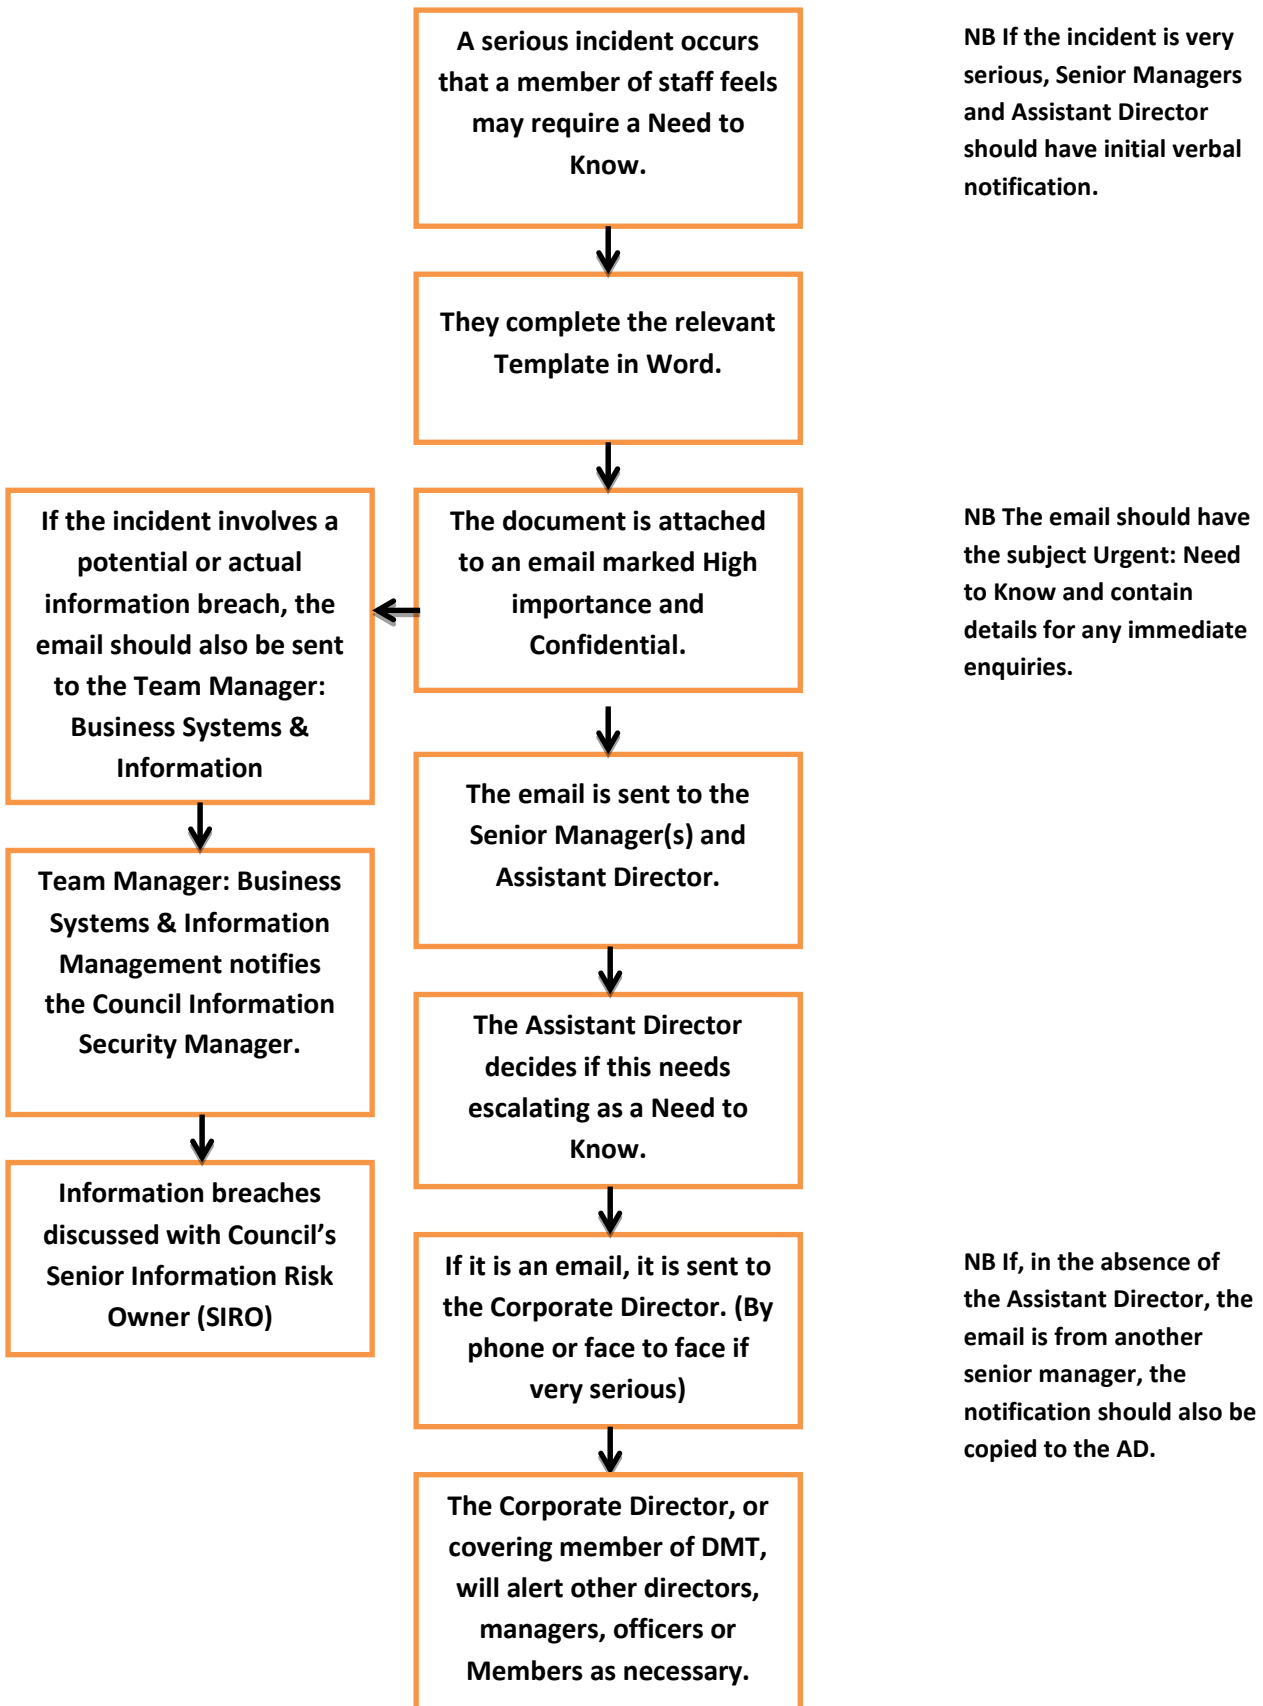 A serious incident occurs
that a member of staff feels
may require a Need to
Know.
NB If the incident is very
serious, Senior Managers
and Assistant Director
should have initial verbal
notification.
They complete the relevant
Template in Word.
If the incident involves a
potential or actual
information breach, the
email should also be sent
to the Team Manager:
Business Systems &
Information
The document is attached
to an email marked High
importance and
Confidential.
NB The email should have
the subject Urgent: Need
to Know and contain
details for any immediate
enquiries.
The email is sent to the
Senior Manager(s) and
Assistant Director.
Team Manager: Business
Systems & Information
Management notifies
the Council Information
Security Manager.
The Assistant Director
decides if this needs
escalating as a Need to
Know.
Information breaches
discussed with Council’s
Senior Information Risk
Owner (SIRO)
If it is an email, it is sent to
the Corporate Director. (By
phone or face to face if
very serious)
NB If, in the absence of
the Assistant Director, the
email is from another
senior manager, the
notification should also be
copied to the AD.
The Corporate Director, or
covering member of DMT,
will alert other directors,
managers, officers or
Members as necessary.